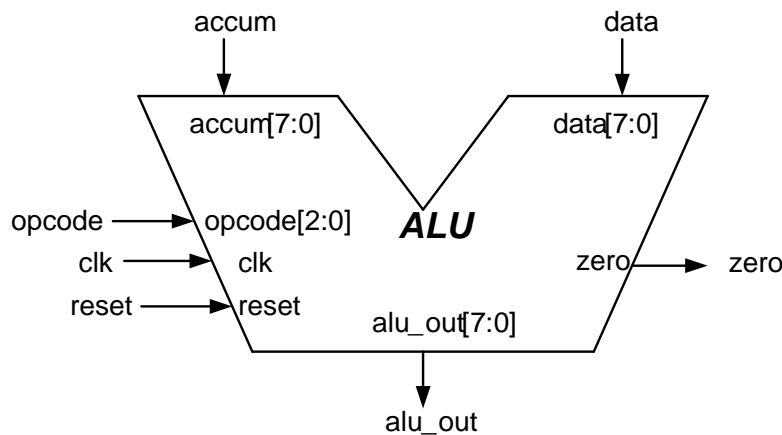 accum
data
accum[7:0]
data[7:0]
opcode
opcode[2:0]
ALU
clk
clk
zero
zero
reset
reset
alu_out[7:0]
alu_out